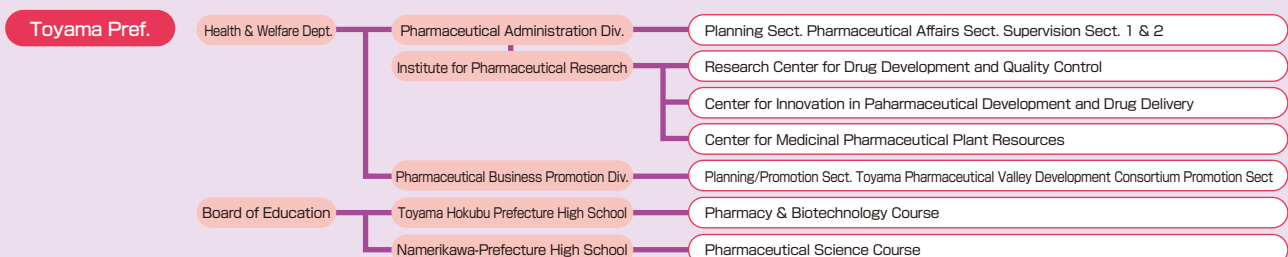 Toyama Pref.
Health & Welfare Dept.
Pharmaceutical Administration Div.
Planning Sect. Pharmaceutical Affairs Sect. Supervision Sect. 1 & 2
Institute for Pharmaceutical Research
Research Center for Drug Development and Quality Control
Center for Innovation in Paharmaceutical Development and Drug Delivery
Center for Medicinal Pharmaceutical Plant Resources
Pharmaceutical Business Promotion Div.
Planning/Promotion Sect. Toyama Pharmaceutical Valley Development Consortium Promotion Sect
Board of Education
Toyama Hokubu Prefecture High School
Pharmacy & Biotechnology Course
Namerikawa-Prefecture High School
Pharmaceutical Science Course